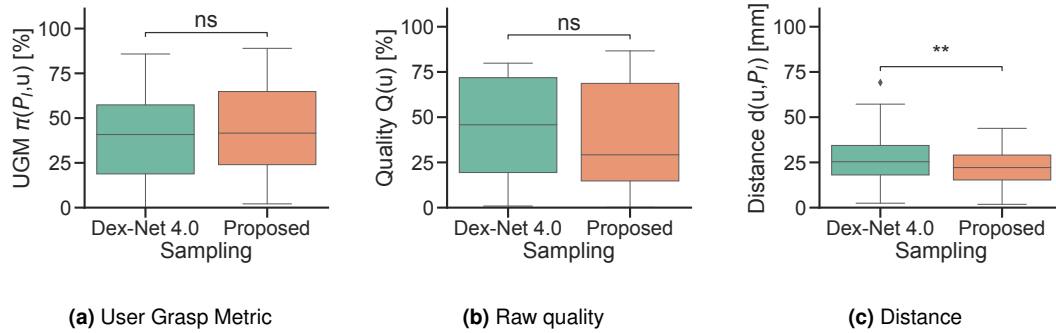 UGM π(P_l,u) [%]
100
75
50
25
0
ns
Dex-Net 4.0 Proposed
Sampling
(a) User Grasp Metric
Quality Q(u) [%]
100
75
50
25
0
ns
Dex-Net 4.0 Proposed
Sampling
(b) Raw quality
Distance d(u,P_l) [mm]
100
75
50
25
0
**
Dex-Net 4.0 Proposed
Sampling
(c) Distance